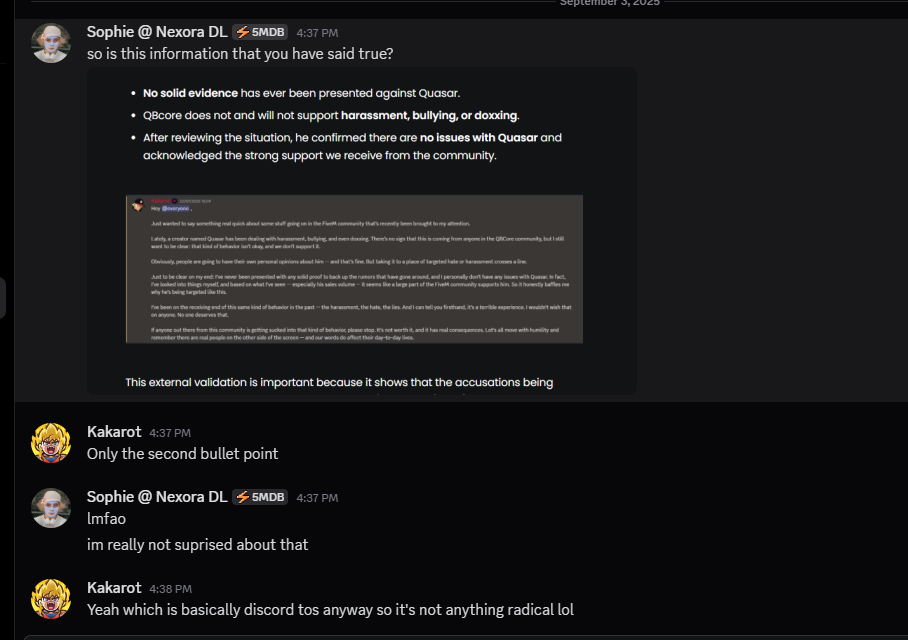 September 3, 2025
Sophie @ Nexora DL 5MDB 4:37 PM
so is this information that you have said true?
• No solid evidence has ever been presented against Quasar.
• QBcore does not and will not support harassment, bullying, or doxxing.
• After reviewing the situation, he confirmed there are no issues with Quasar and
acknowledged the strong support we receive from the community.
Hey @everyone ,
Just wanted to say something real quick about some stuff going on in the FiveM community that's recently been brought to my attention.
Lately, a creator named Quasar has been dealing with harassment, bullying, and even doxxing. There's no sign that this is coming from anyone in the QBCore community, but I still
want to be clear: that kind of behavior isn't okay, and we don't support it.
Obviously, people are going to have their own personal opinions about him — and that's fine. But taking it to a place of targeted hate or harassment crosses a line.
Just to be clear on my end: I've never been presented with any solid proof to back up the rumors that have gone around, and I personally don't have any issues with Quasar. In fact,
I've looked into things myself, and based on what I've seen — especially his sales volume — it seems like a large part of the FiveM community supports him. So it honestly baffles me
why he's being targeted like this.
I've been on the receiving end of this same kind of behavior in the past — the harassment, the hate, the lies. And I can tell you firsthand, it's a terrible experience. I wouldn't wish that
on anyone. No one deserves that.
If anyone out there from this community is getting sucked into that kind of behavior, please stop. It's not worth it, and it has real consequences. Let's all move with humility and
remember there are real people on the other side of the screen — and our words do affect their day-to-day lives.
This external validation is important because it shows that the accusations being
Kakarot 4:37 PM
Only the second bullet point
Sophie @ Nexora DL 5MDB 4:37 PM
lmfao
im really not suprised about that
Kakarot 4:38 PM
Yeah which is basically discord tos anyway so it's not anything radical lol